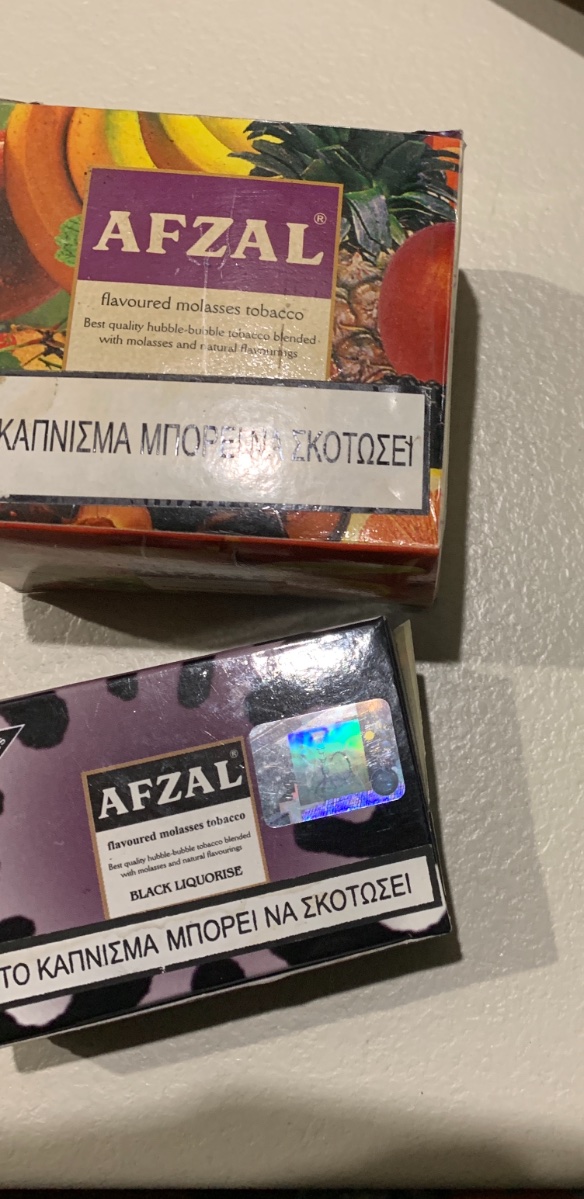 AFZAL®
flavoured molasses tobacco
Best quality hubble-bubble tobacco blended
with molasses and natural flavourings
ΚΑΠΝΙΣΜΑ ΜΠΟΡΕΙ ΝΑ ΣΚΟΤΩΣΕΙ
AFZAL®
flavoured molasses tobacco
Best quality hubble-bubble tobacco blended
with molasses and natural flavourings
BLACK LIQUORISE
ΤΟ ΚΑΠΝΙΣΜΑ ΜΠΟΡΕΙ ΝΑ ΣΚΟΤΩΣΕΙ